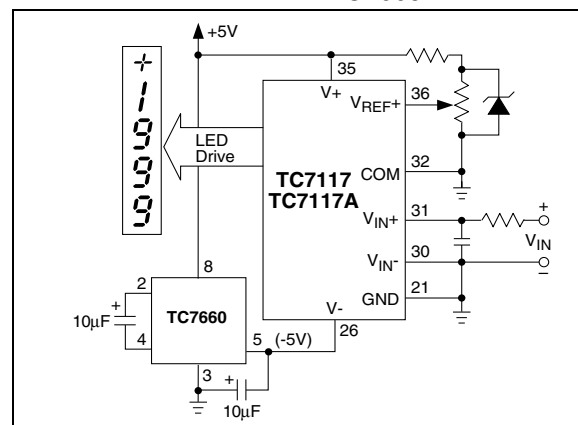 +5V
35
V+
36
VREF+
+1999
LED
Drive
TC7117
TC7117A
32
COM
31
VIN+
+
VIN
30
VIN-
–
21
GND
V-
26
8
2
+
10µF
TC7660
4
5
(-5V)
3
+
10µF